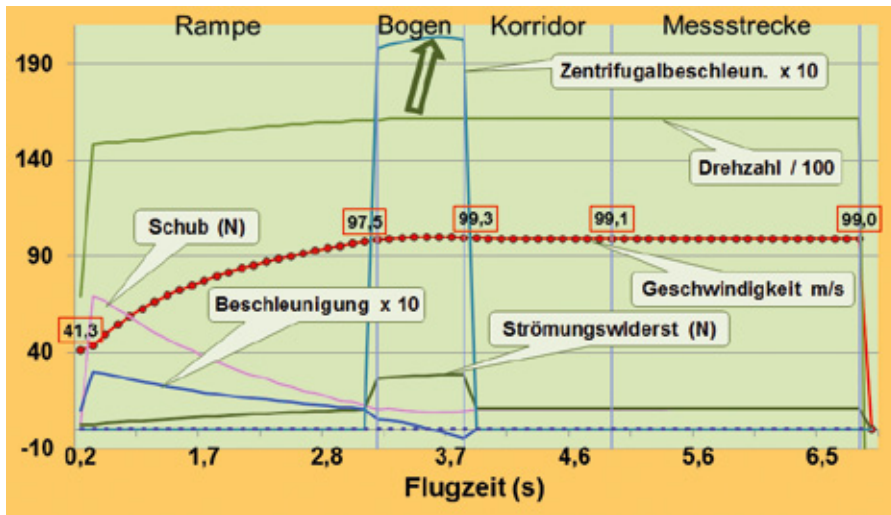 Rampe Bogen Korridor Messstrecke
190
Zentrifugalbeschleun. x 10
140
Drehzahl / 100
Schub (N)
97,5
99,3
99,1
99,0
90
Geschwindigkeit m/s
Beschleunigung x 10
Strömungswiderst (N)
41,3
40
-10
0,2 1,7 2,8 3,7 4,6 5,6 6,5
Flugzeit (s)